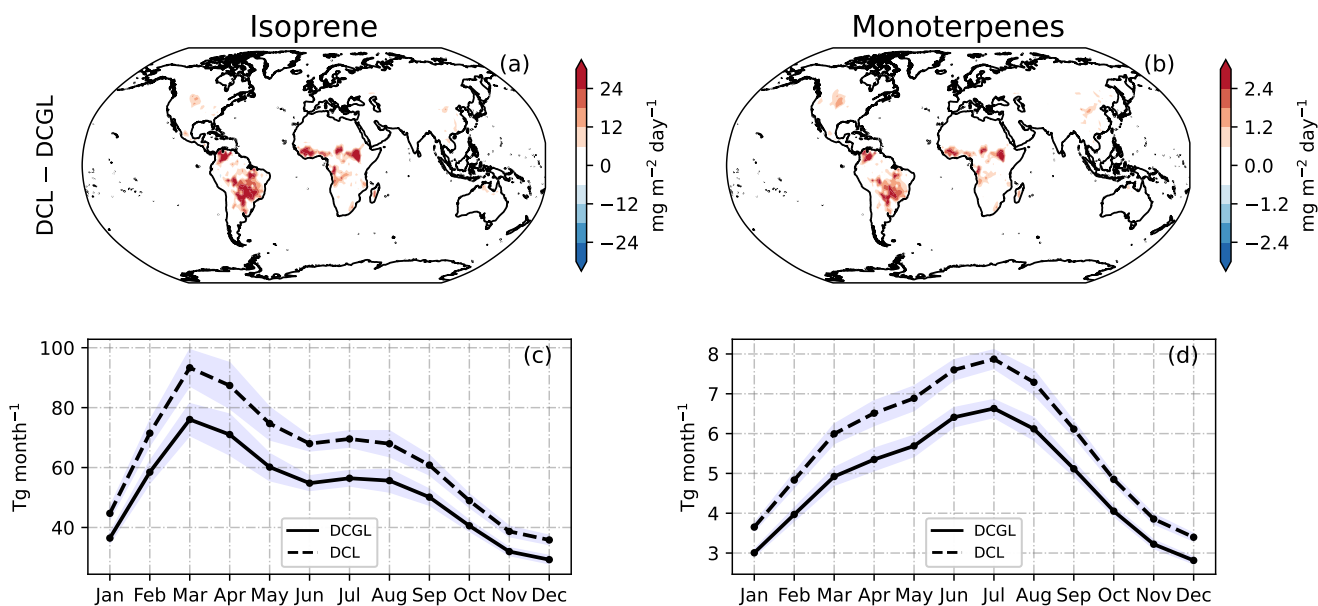 Isoprene
Monoterpenes
DCL − DCGL
(a)
24
12
0
−12
−24
mg m⁻² day⁻¹
(b)
2.4
1.2
0.0
−1.2
−2.4
mg m⁻² day⁻¹
(c)
100
80
60
40
Tg month⁻¹
DCGL
DCL
Jan Feb Mar Apr May Jun Jul Aug Sep Oct Nov Dec
(d)
8
7
6
5
4
3
Tg month⁻¹
DCGL
DCL
Jan Feb Mar Apr May Jun Jul Aug Sep Oct Nov Dec